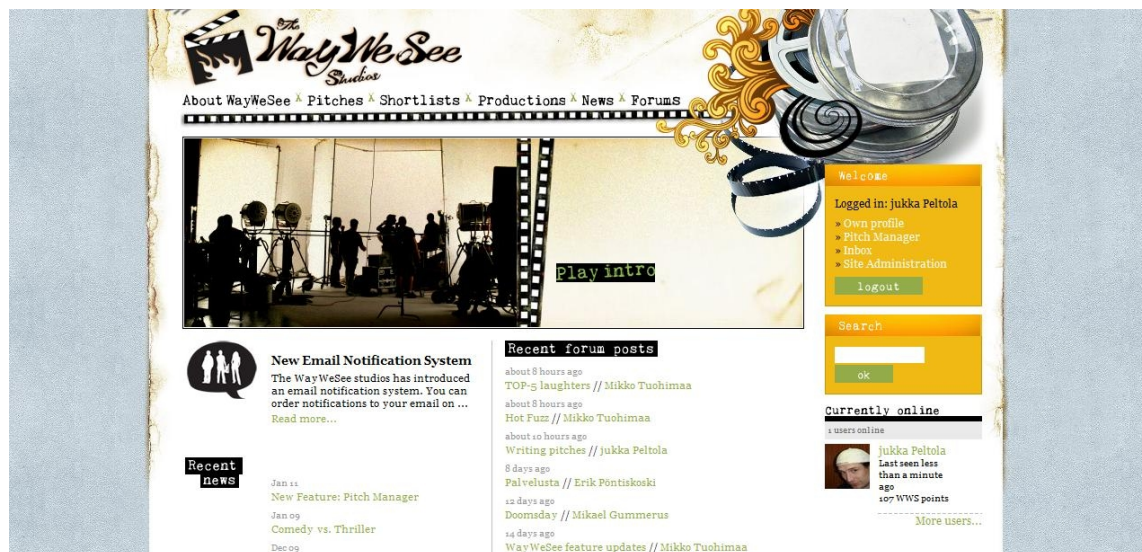 The
WayWeSee
Studios
About WayWeSee Pitches Shortlists Productions News Forums
Play intro
Welcome
Logged in: jukka Peltola
» Own profile
» Pitch Manager
» Inbox
» Site Administration
logout
Search
ok
Currently online
1 users online
jukka Peltola
Last seen less
than a minute
ago
107 WWS points
More users...
New Email Notification System
The WayWeSee studios has introduced
an email notification system. You can
order notifications to your email on ...
Read more...
Recent
news
Jan 11
New Feature: Pitch Manager
Jan 09
Comedy vs. Thriller
Dec 09
Recent forum posts
about 8 hours ago
TOP-5 laughters // Mikko Tuohimaa
about 8 hours ago
Hot Fuzz // Mikko Tuohimaa
about 10 hours ago
Writing pitches // jukka Peltola
8 days ago
Palvelusta // Erik Pöntiskoski
12 days ago
Doomsday // Mikael Gummerus
14 days ago
WayWeSee feature updates // Mikko Tuohimaa